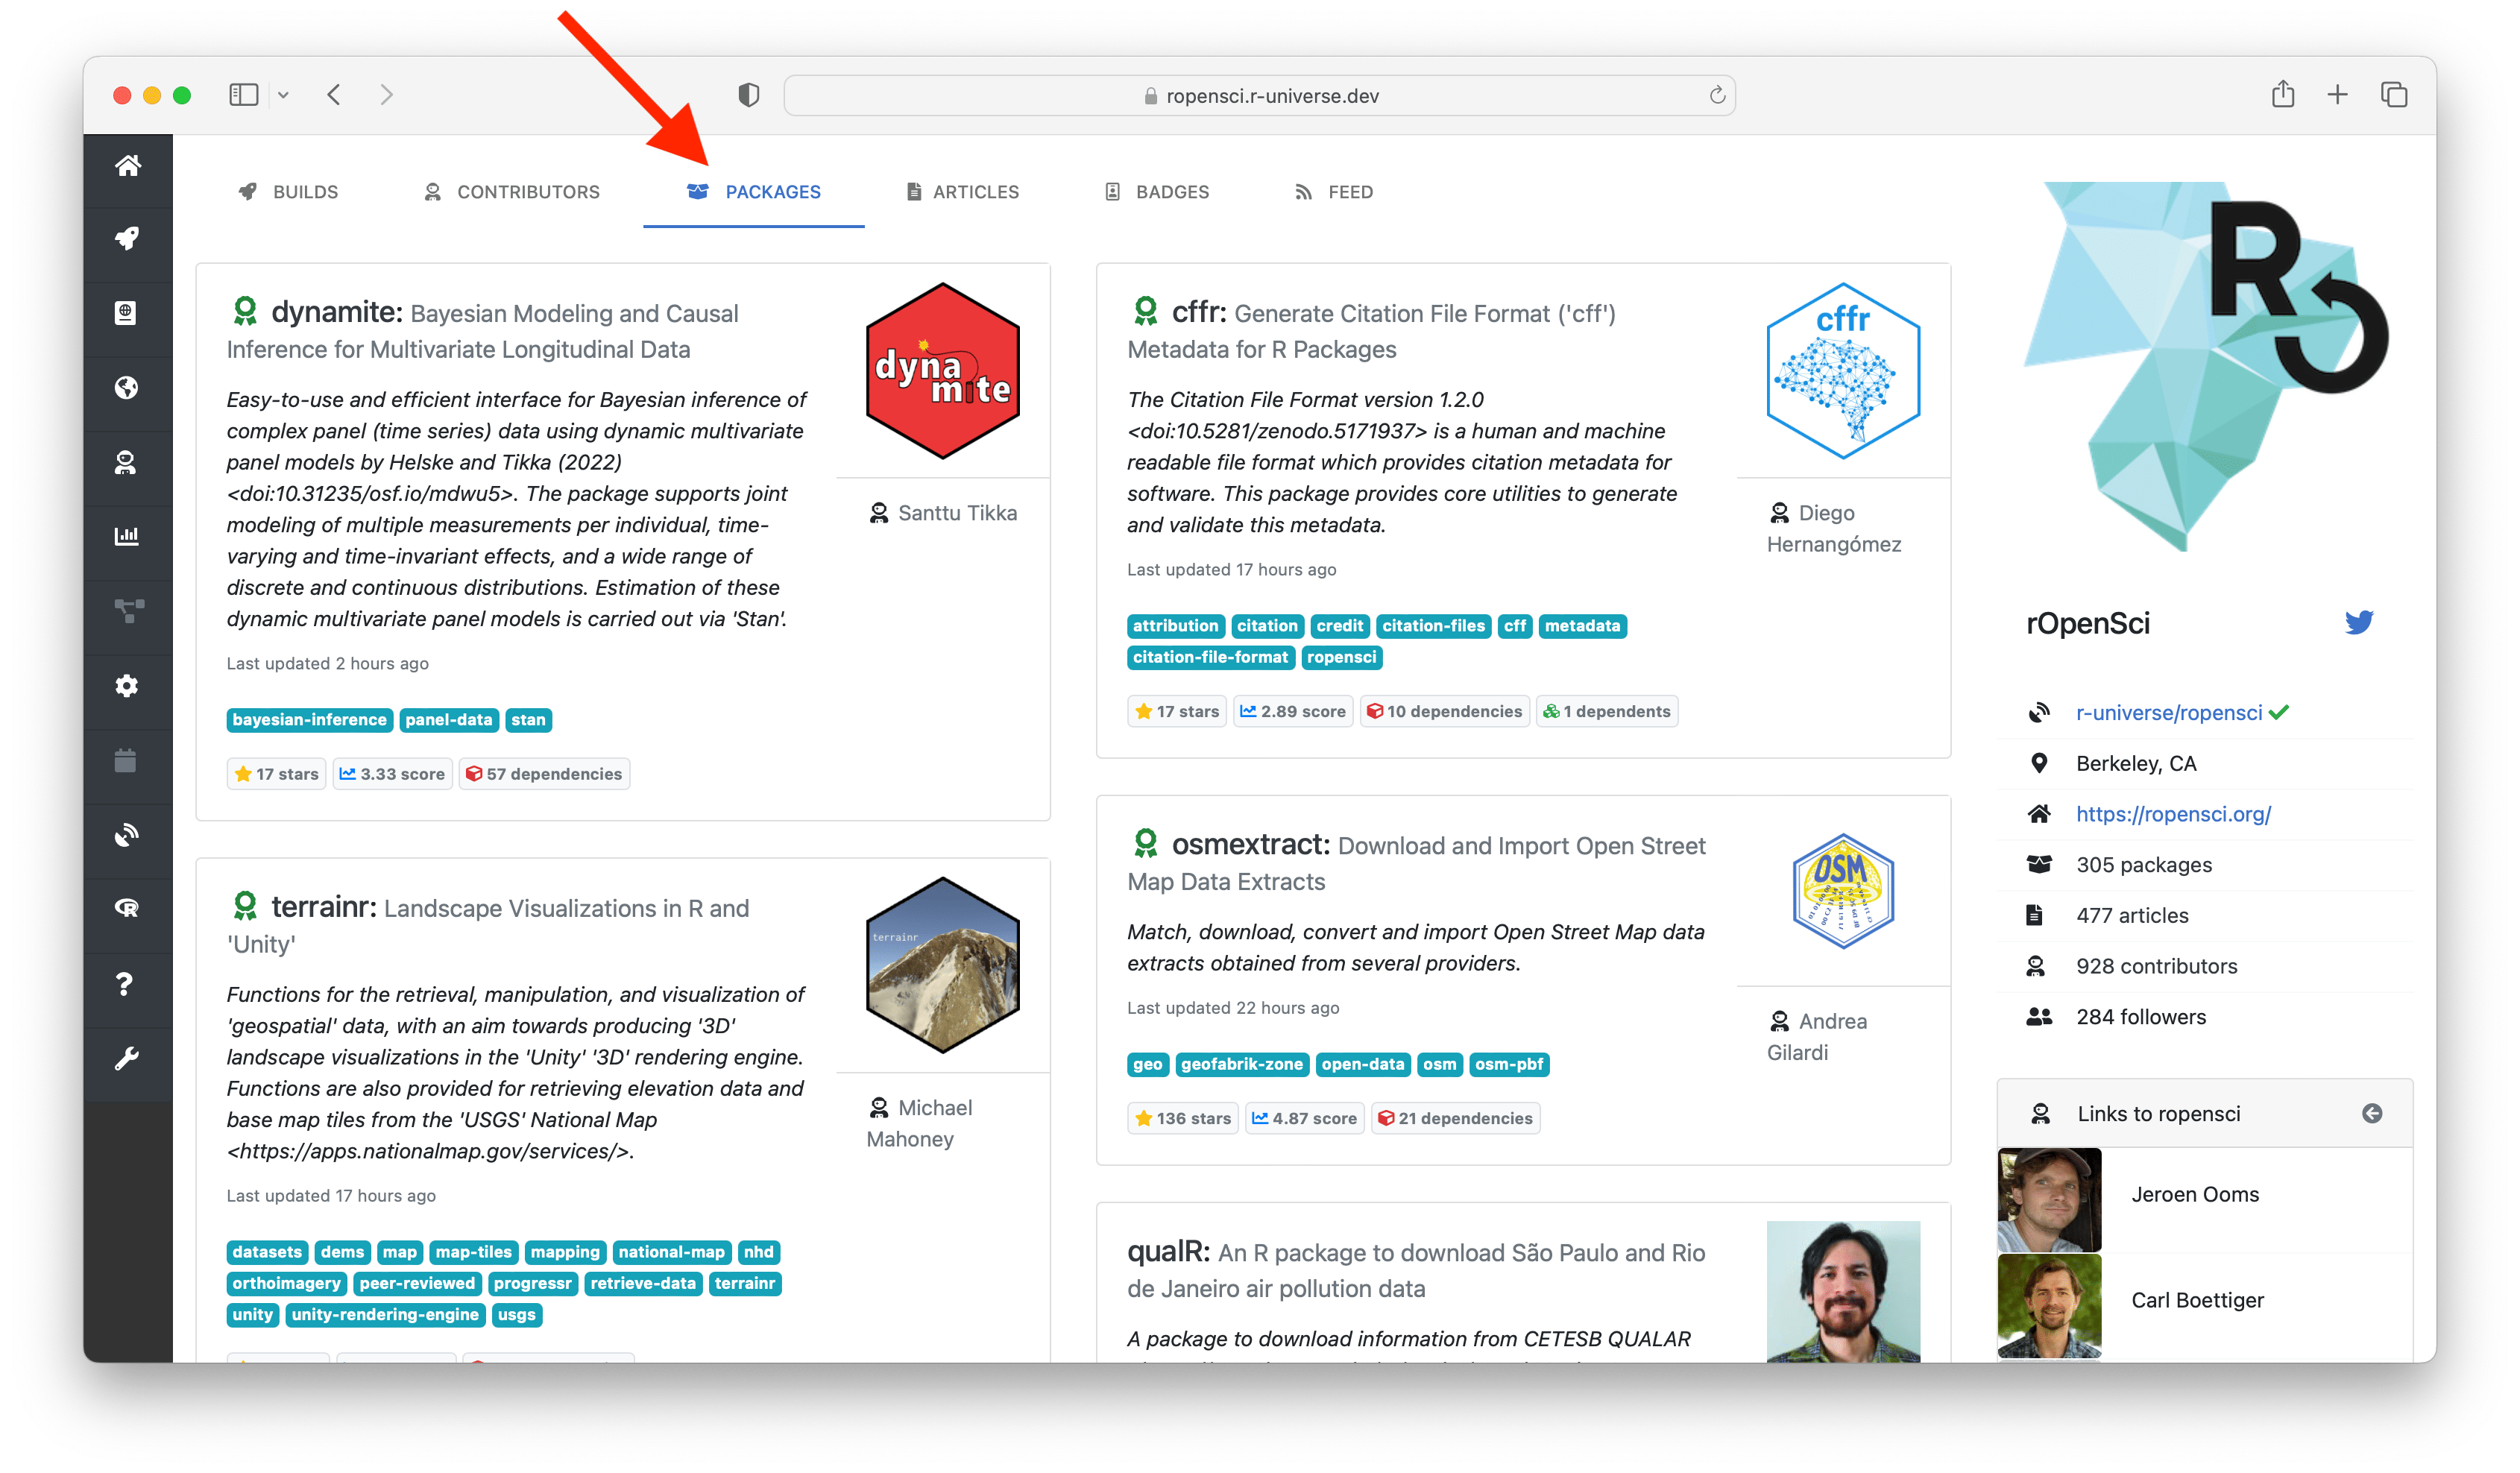 ropensci.r-universe.dev
BUILDS
CONTRIBUTORS
PACKAGES
ARTICLES
BADGES
FEED
dynamite: Bayesian Modeling and Causal
Inference for Multivariate Longitudinal Data
Easy-to-use and efficient interface for Bayesian inference of
complex panel (time series) data using dynamic multivariate
panel models by Helske and Tikka (2022)
<doi:10.31235/osf.io/mdwu5>. The package supports joint
modeling of multiple measurements per individual, time-
varying and time-invariant effects, and a wide range of
discrete and continuous distributions. Estimation of these
dynamic multivariate panel models is carried out via 'Stan'.
Last updated 2 hours ago
bayesian-inference panel-data stan
17 stars 3.33 score 57 dependencies
dyna
mite
Santtu Tikka
terrainr: Landscape Visualizations in R and
'Unity'
Functions for the retrieval, manipulation, and visualization of
'geospatial' data, with an aim towards producing '3D'
landscape visualizations in the 'Unity' '3D' rendering engine.
Functions are also provided for retrieving elevation data and
base map tiles from the 'USGS' National Map
<https://apps.nationalmap.gov/services/>.
Last updated 17 hours ago
datasets dems map map-tiles mapping national-map nhd
orthoimagery peer-reviewed progressr retrieve-data terrainr
unity unity-rendering-engine usgs
terrainr
Michael
Mahoney
cffr: Generate Citation File Format ('cff')
Metadata for R Packages
The Citation File Format version 1.2.0
<doi:10.5281/zenodo.5171937> is a human and machine
readable file format which provides citation metadata for
software. This package provides core utilities to generate
and validate this metadata.
Last updated 17 hours ago
attribution citation credit citation-files cff metadata
citation-file-format ropensci
17 stars 2.89 score 10 dependencies 1 dependents
cffr
Diego
Hernangómez
osmextract: Download and Import Open Street
Map Data Extracts
Match, download, convert and import Open Street Map data
extracts obtained from several providers.
Last updated 22 hours ago
geo geofabrik-zone open-data osm osm-pbf
136 stars 4.87 score 21 dependencies
OSM
Andrea
Gilardi
qualR: An R package to download São Paulo and Rio
de Janeiro air pollution data
A package to download information from CETESB QUALAR
R
rOpenSci
r-universe/ropensci
Berkeley, CA
https://ropensci.org/
305 packages
477 articles
928 contributors
284 followers
Links to ropensci
Jeroen Ooms
Carl Boettiger